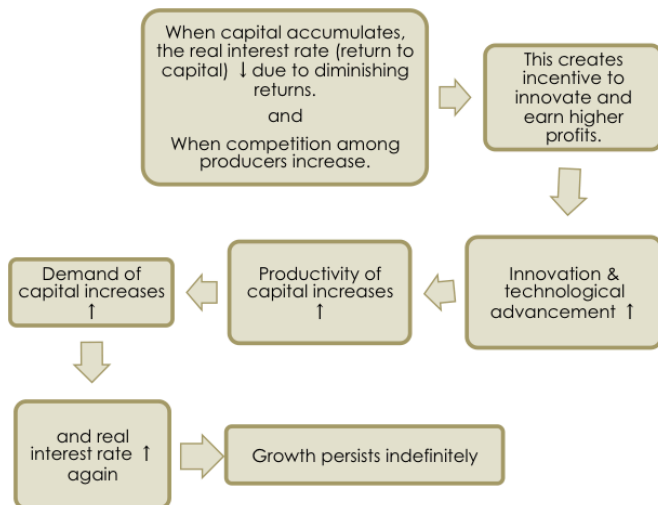 When capital accumulates,
the real interest rate (return to
capital) ↓ due to diminishing
returns.
and
When competition among
producers increase.
This creates
incentive to
innovate and
earn higher
profits.
Innovation &
technological
advancement ↑
Productivity of
capital increases
↑
Demand of
capital increases
↑
and real
interest rate ↑
again
Growth persists indefinitely